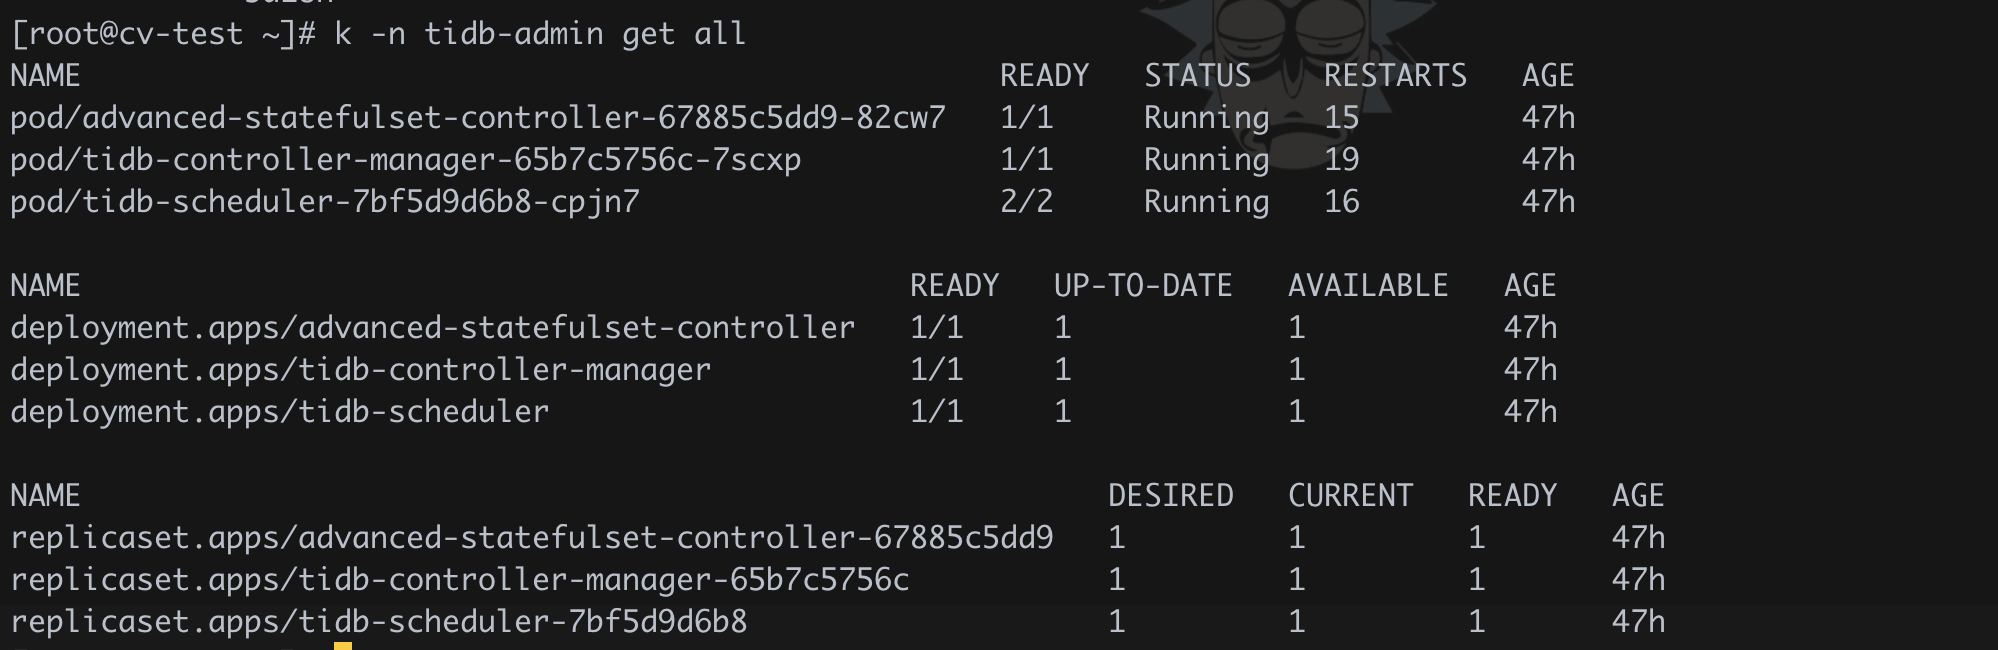 [root@cv-test ~]# k -n tidb-admin get all
NAME READY STATUS RESTARTS AGE
pod/advanced-statefulset-controller-67885c5dd9-82cw7 1/1 Running 15 47h
pod/tidb-controller-manager-65b7c5756c-7scxp 1/1 Running 19 47h
pod/tidb-scheduler-7bf5d9d6b8-cpjn7 2/2 Running 16 47h
NAME READY UP-TO-DATE AVAILABLE AGE
deployment.apps/advanced-statefulset-controller 1/1 1 1 47h
deployment.apps/tidb-controller-manager 1/1 1 1 47h
deployment.apps/tidb-scheduler 1/1 1 1 47h
NAME DESIRED CURRENT READY AGE
replicaset.apps/advanced-statefulset-controller-67885c5dd9 1 1 1 47h
replicaset.apps/tidb-controller-manager-65b7c5756c 1 1 1 47h
replicaset.apps/tidb-scheduler-7bf5d9d6b8 1 1 1 47h